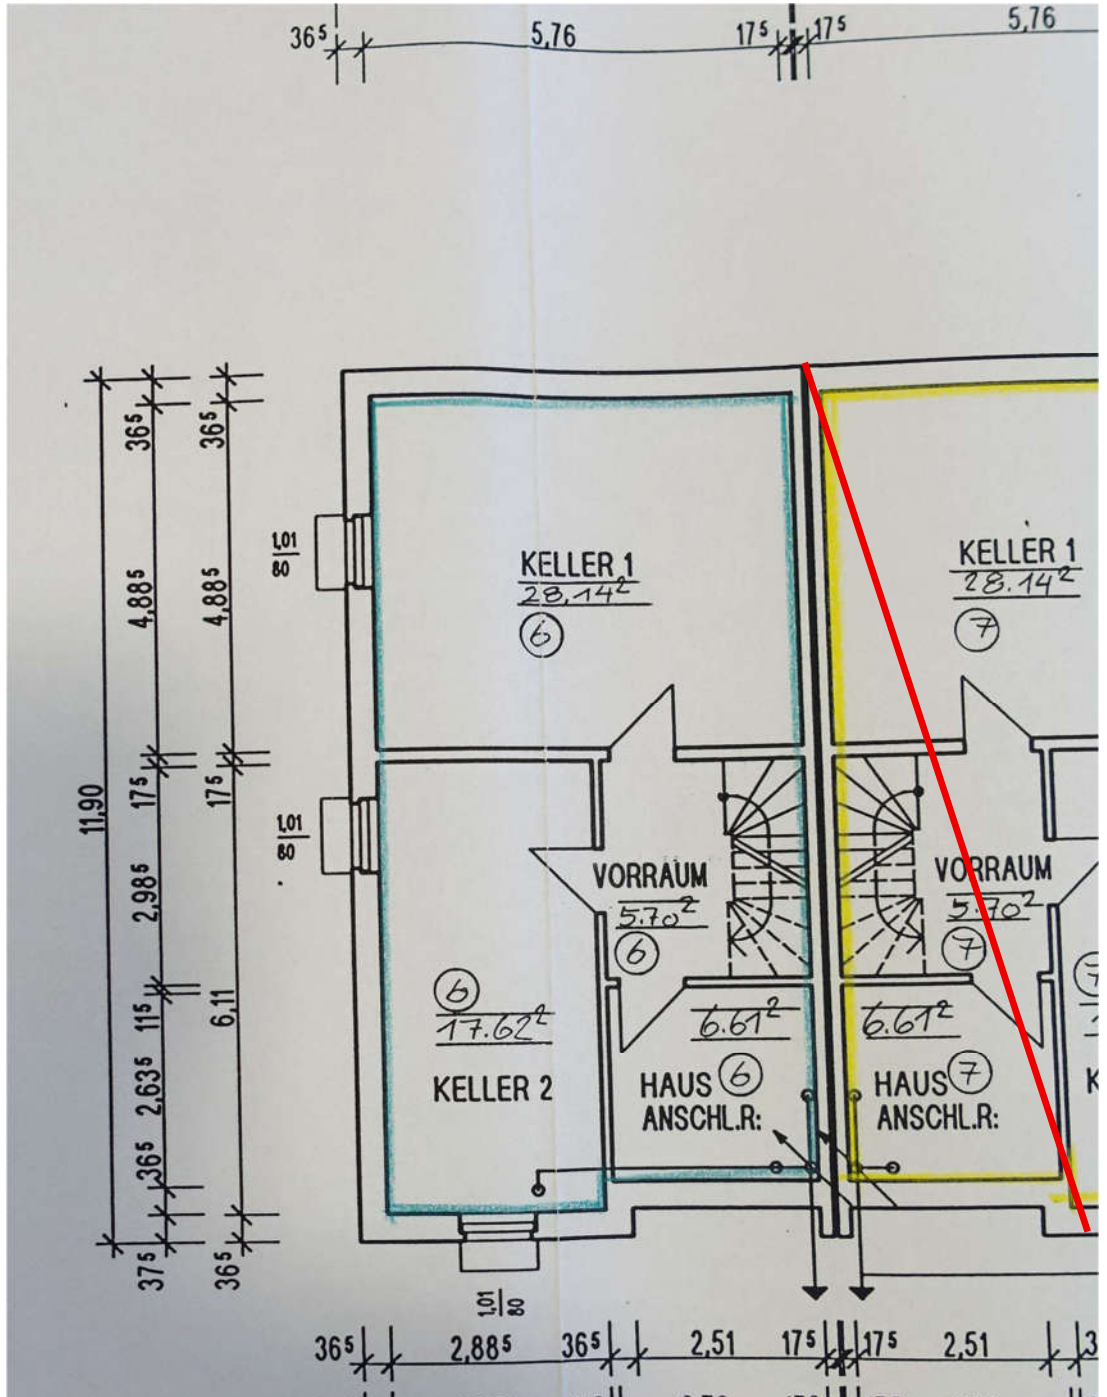 36⁵ 5,76 17⁵ 17⁵ 5,76
36⁵ 36⁵
1,01
80
4,88⁵ 4,88⁵
KELLER 1
28,14²
6
KELLER 1
28.14²
7
11,90
17⁵ 17⁵
1,01
80
2,98⁵
VORRAUM
5.70²
6
VORRAUM
5.70²
7
11⁵ 6,11
6
17.62²
KELLER 2
6.61²
HAUS 6
ANSCHL.R:
6.61²
HAUS 7
ANSCHL.R:
7
K
2,63⁵
36⁵
37⁵ 36⁵
1,01
80
36⁵ 2,88⁵ 36⁵ 2,51 17⁵ 17⁵ 2,51 3